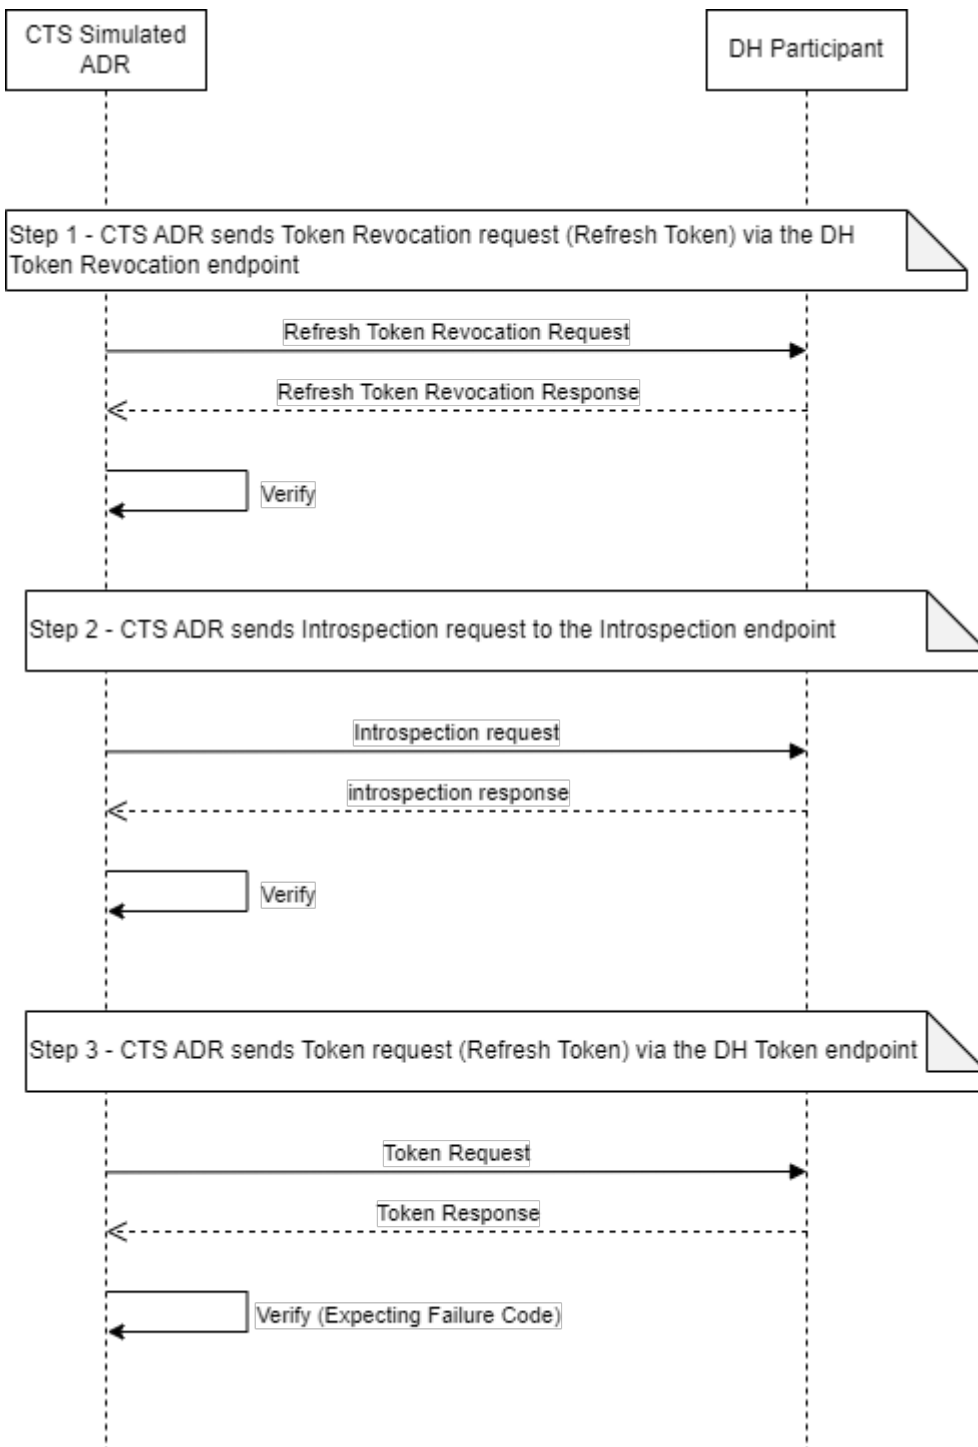 CTS Simulated
ADR
DH Participant
Step 1 - CTS ADR sends Token Revocation request (Refresh Token) via the DH
Token Revocation endpoint
Refresh Token Revocation Request
Refresh Token Revocation Response
Verify
Step 2 - CTS ADR sends Introspection request to the Introspection endpoint
Introspection request
introspection response
Verify
Step 3 - CTS ADR sends Token request (Refresh Token) via the DH Token endpoint
Token Request
Token Response
Verify (Expecting Failure Code)